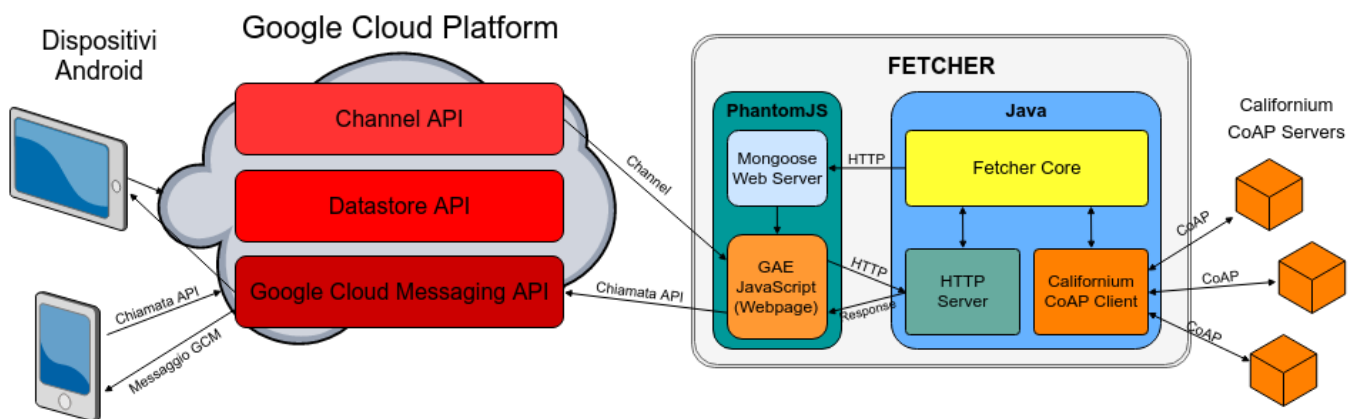 Dispositivi
Android
Google Cloud Platform
Channel API
Datastore API
Google Cloud Messaging API
Chiamata API
Messaggio GCM
Channel
Chiamata API
FETCHER
PhantomJS
Mongoose
Web Server
GAE
JavaScript
(Webpage)
HTTP
HTTP
Response
Java
Fetcher Core
HTTP
Server
Californium
CoAP Client
CoAP
CoAP
CoAP
Californium
CoAP Servers